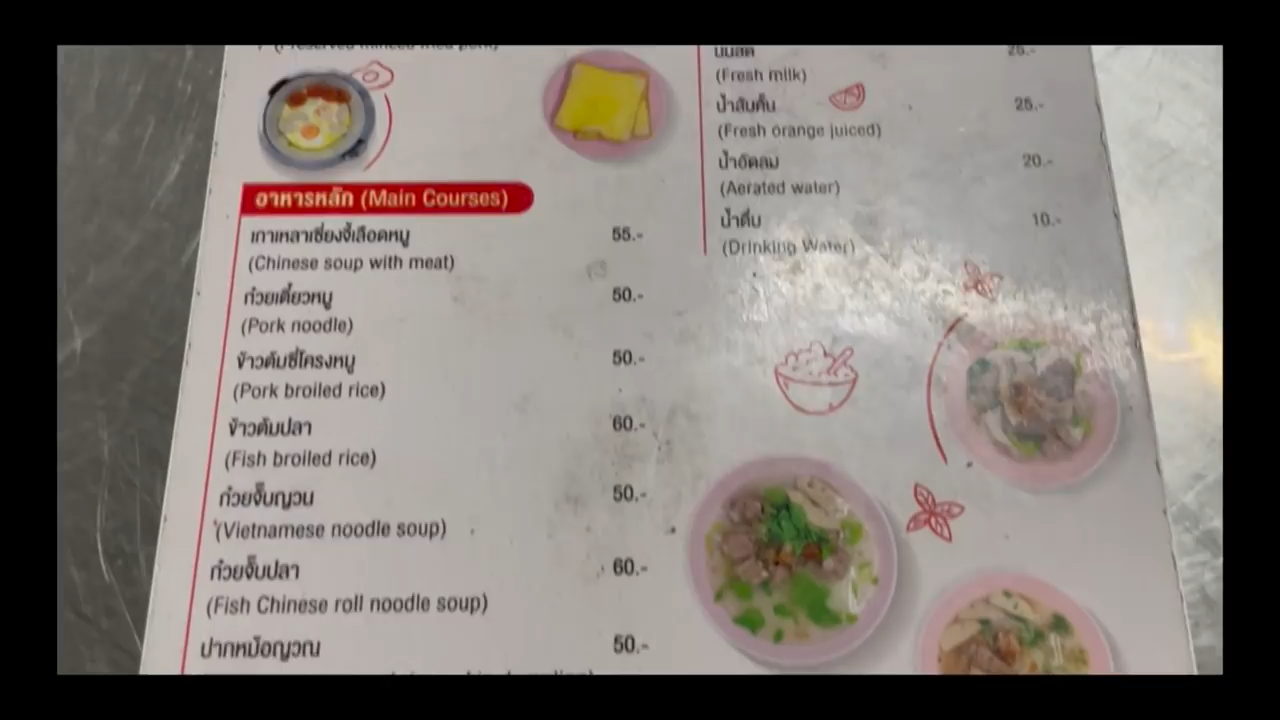 (Preserved minced fried pork)
อาหารหลัก (Main Courses)
เกาเหลาเซี่ยงจี้เลือดหมู 55.-
(Chinese soup with meat)
ก๋วยเตี๋ยวหมู 50.-
(Pork noodle)
ข้าวต้มซี่โครงหมู 50.-
(Pork broiled rice)
ข้าวต้มปลา 60.-
(Fish broiled rice)
ก๋วยจั๊บญวน 50.-
(Vietnamese noodle soup)
ก๋วยจั๊บปลา 60.-
(Fish Chinese roll noodle soup)
ปากหม้อญวณ 50.-
นมสด 25.-
(Fresh milk)
น้ำส้มคั้น 25.-
(Fresh orange juiced)
น้ำอัดลม 20.-
(Aerated water)
น้ำดื่ม 10.-
(Drinking Water)